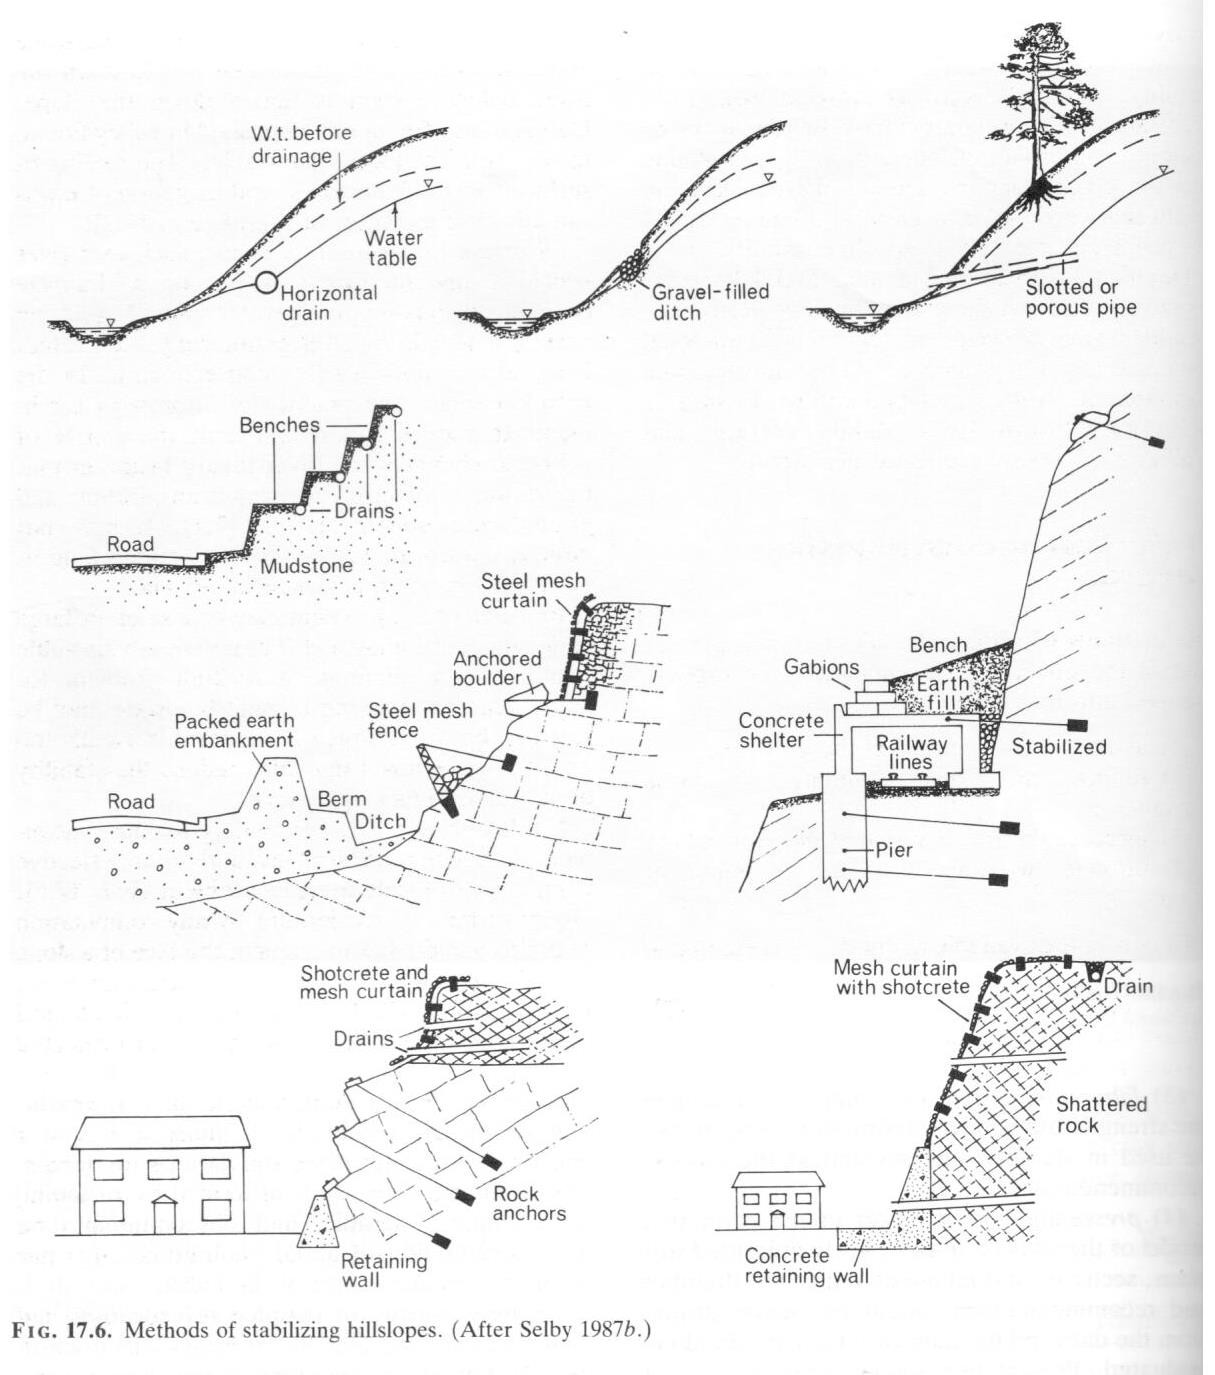 W.t. before
drainage
Water
table
Horizontal
drain
Gravel-filled
ditch
Slotted or
porous pipe
Benches
Drains
Road
Mudstone
Steel mesh
curtain
Anchored
boulder
Steel mesh
fence
Packed earth
embankment
Road
Berm
Ditch
Bench
Gabions
Earth
fill
Concrete
shelter
Railway
lines
Stabilized
Pier
Shotcrete and
mesh curtain
Drains
Rock
anchors
Retaining
wall
Mesh curtain
with shotcrete
Drain
Shattered
rock
Concrete
retaining wall
FIG. 17.6. Methods of stabilizing hillslopes. (After Selby 1987b.)